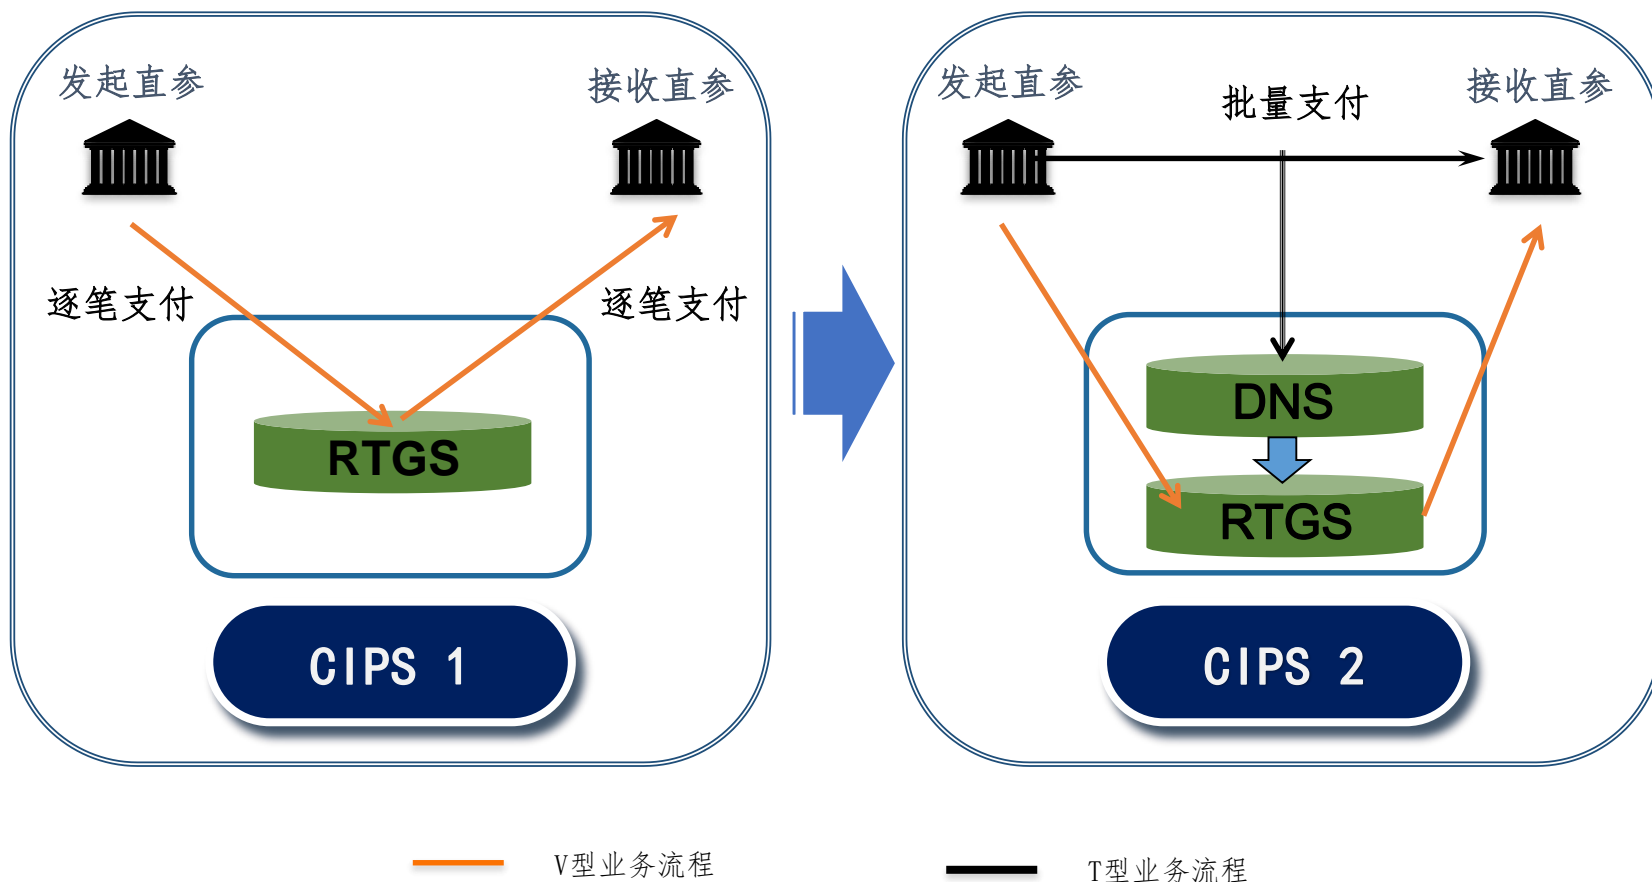 发起直参
接收直参
逐笔支付
逐笔支付
RTGS
CIPS 1
发起直参
批量支付
接收直参
DNS
RTGS
CIPS 2
V型业务流程
T型业务流程